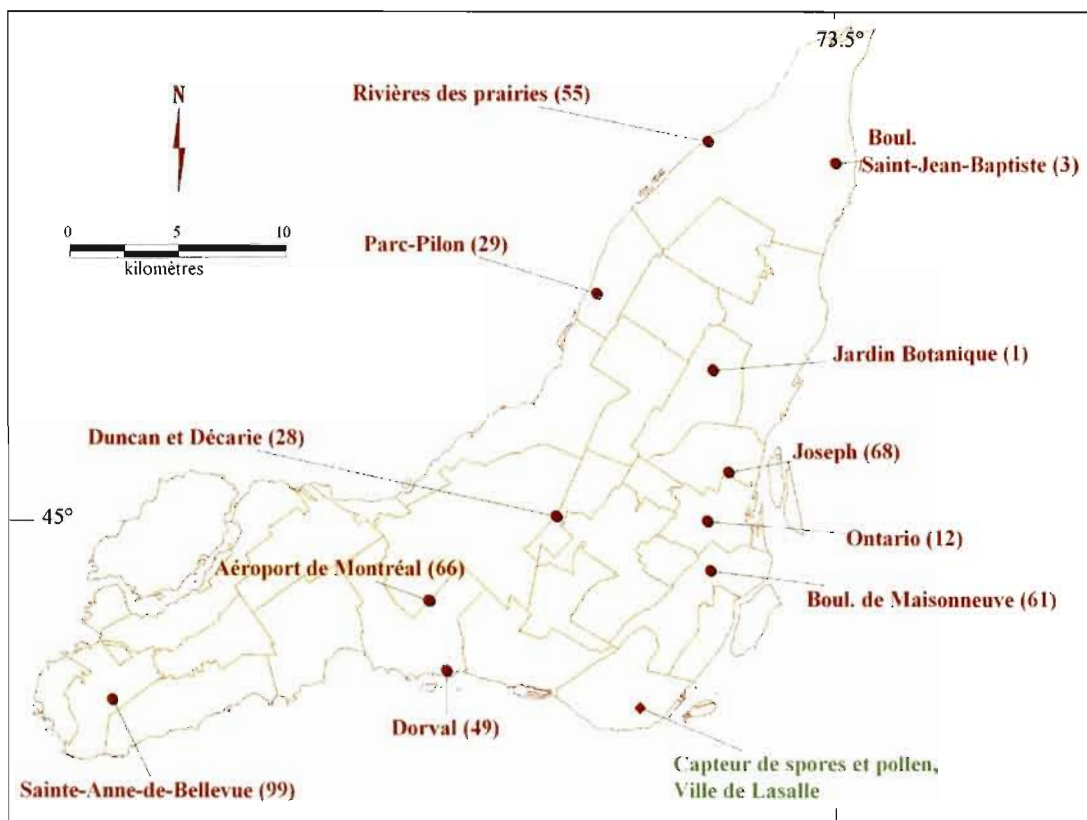 73.5°
N
Rivières des prairies (55)
Boul.
Saint-Jean-Baptiste (3)
0 5 10
kilomètres
Parc-Pilon (29)
Jardin Botanique (1)
Duncan et Décarie (28)
Joseph (68)
45°
Ontario (12)
Aéroport de Montréal (66)
Boul. de Maisonneuve (61)
Dorval (49)
Capteur de spores et pollen,
Ville de Lasalle
Sainte-Anne-de-Bellevue (99)